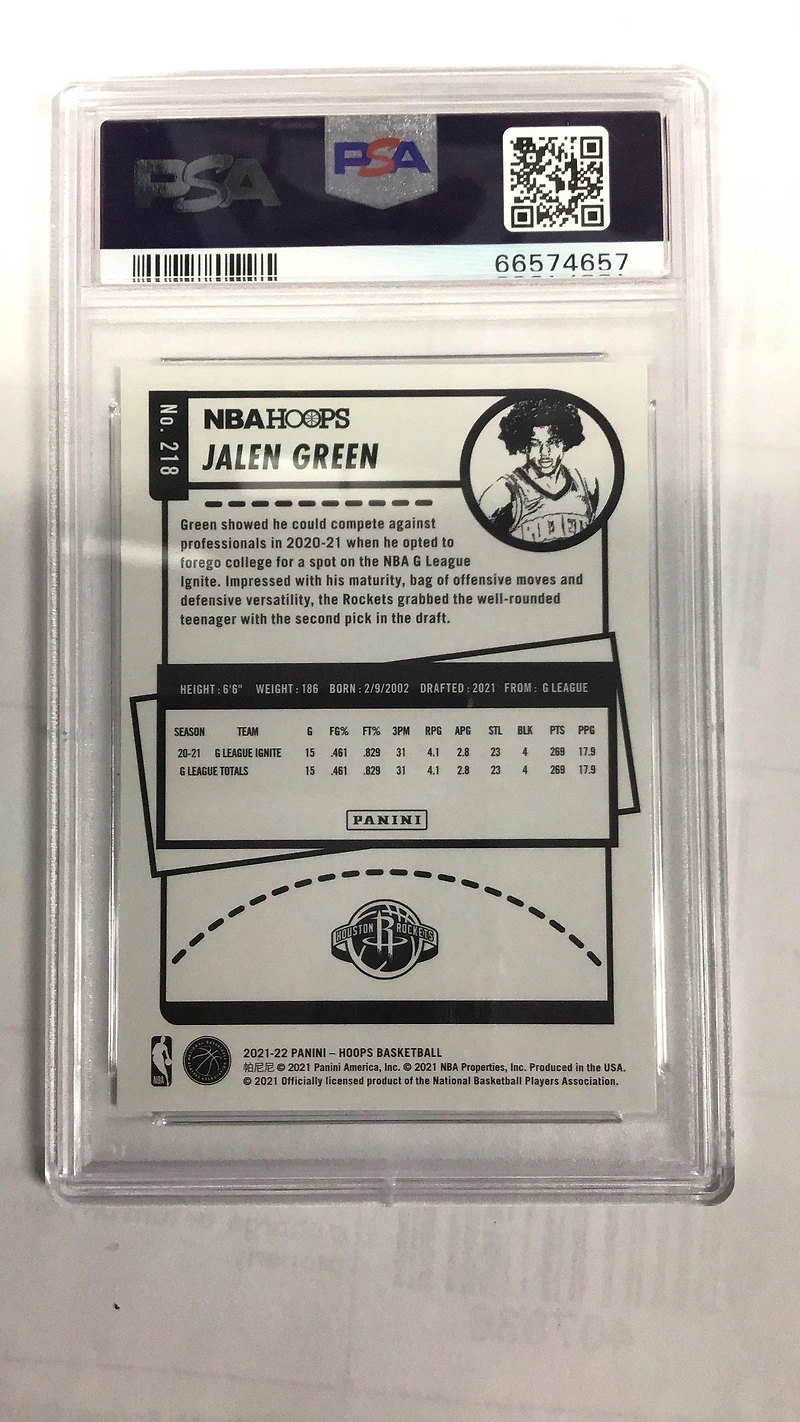 PSA
PSA
66574657
No. 218
NBA HOOPS
JALEN GREEN
Green showed he could compete against
professionals in 2020-21 when he opted to
forego college for a spot on the NBA G League
Ignite. Impressed with his maturity, bag of offensive moves and
defensive versatility, the Rockets grabbed the well-rounded
teenager with the second pick in the draft.
HEIGHT: 6'6" WEIGHT: 186 BORN: 2/9/2002 DRAFTED: 2021 FROM: G LEAGUE
SEASON TEAM G FG% FT% 3PM RPG APG STL BLK PTS PPG
20-21 G LEAGUE IGNITE 15 .461 .829 31 4.1 2.8 23 4 269 17.9
G LEAGUE TOTALS 15 .461 .829 31 4.1 2.8 23 4 269 17.9
PANINI
HOUSTON R ROCKETS
NBA
2021-22 PANINI – HOOPS BASKETBALL
帕尼尼 © 2021 Panini America, Inc. © 2021 NBA Properties, Inc. Produced in the USA.
© 2021 Officially licensed product of the National Basketball Players Association.